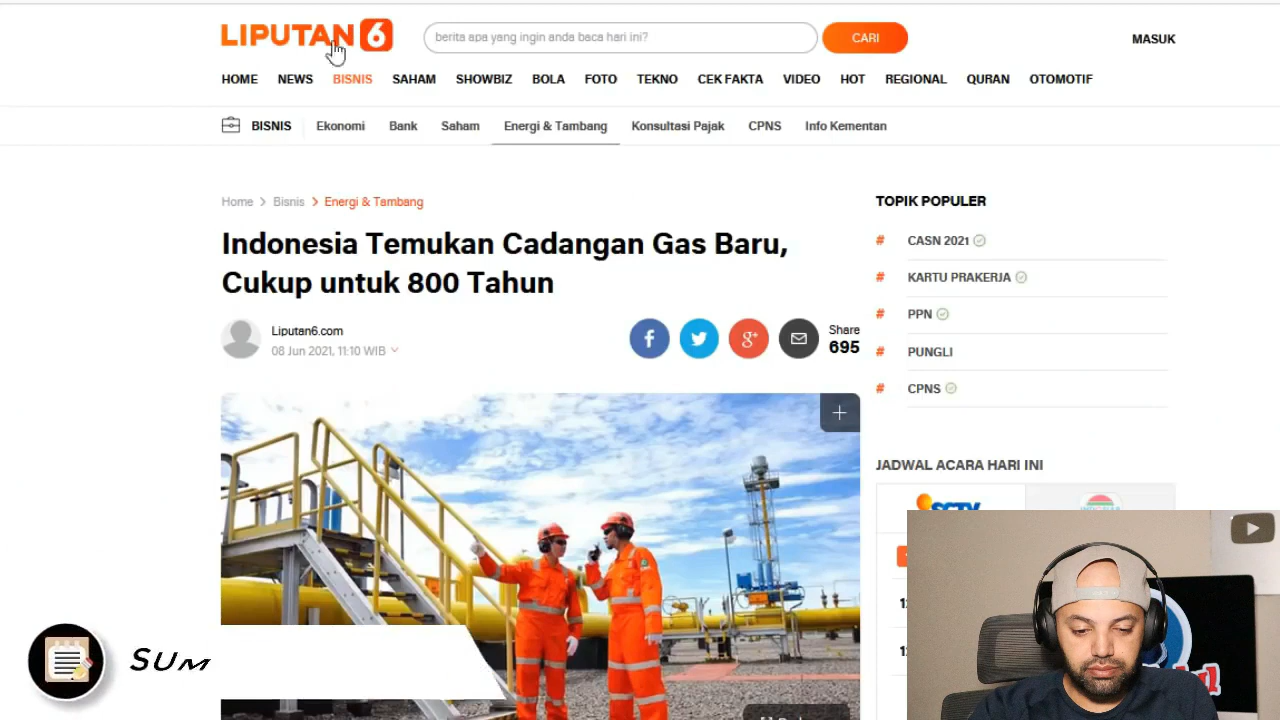 LIPUTAN 6
berita apa yang ingin anda baca hari ini?
CARI
MASUK
HOME NEWS BISNIS SAHAM SHOWBIZ BOLA FOTO TEKNO CEK FAKTA VIDEO HOT REGIONAL QURAN OTOMOTIF
BISNIS Ekonomi Bank Saham Energi & Tambang Konsultasi Pajak CPNS Info Kementan
Home > Bisnis > Energi & Tambang
Indonesia Temukan Cadangan Gas Baru,
Cukup untuk 800 Tahun
Liputan6.com
08 Jun 2021, 11:10 WIB
Share
695
TOPIK POPULER
# CASN 2021
# KARTU PRAKERJA
# PPN
# PUNGLI
# CPNS
JADWAL ACARA HARI INI
SCTV
SUM